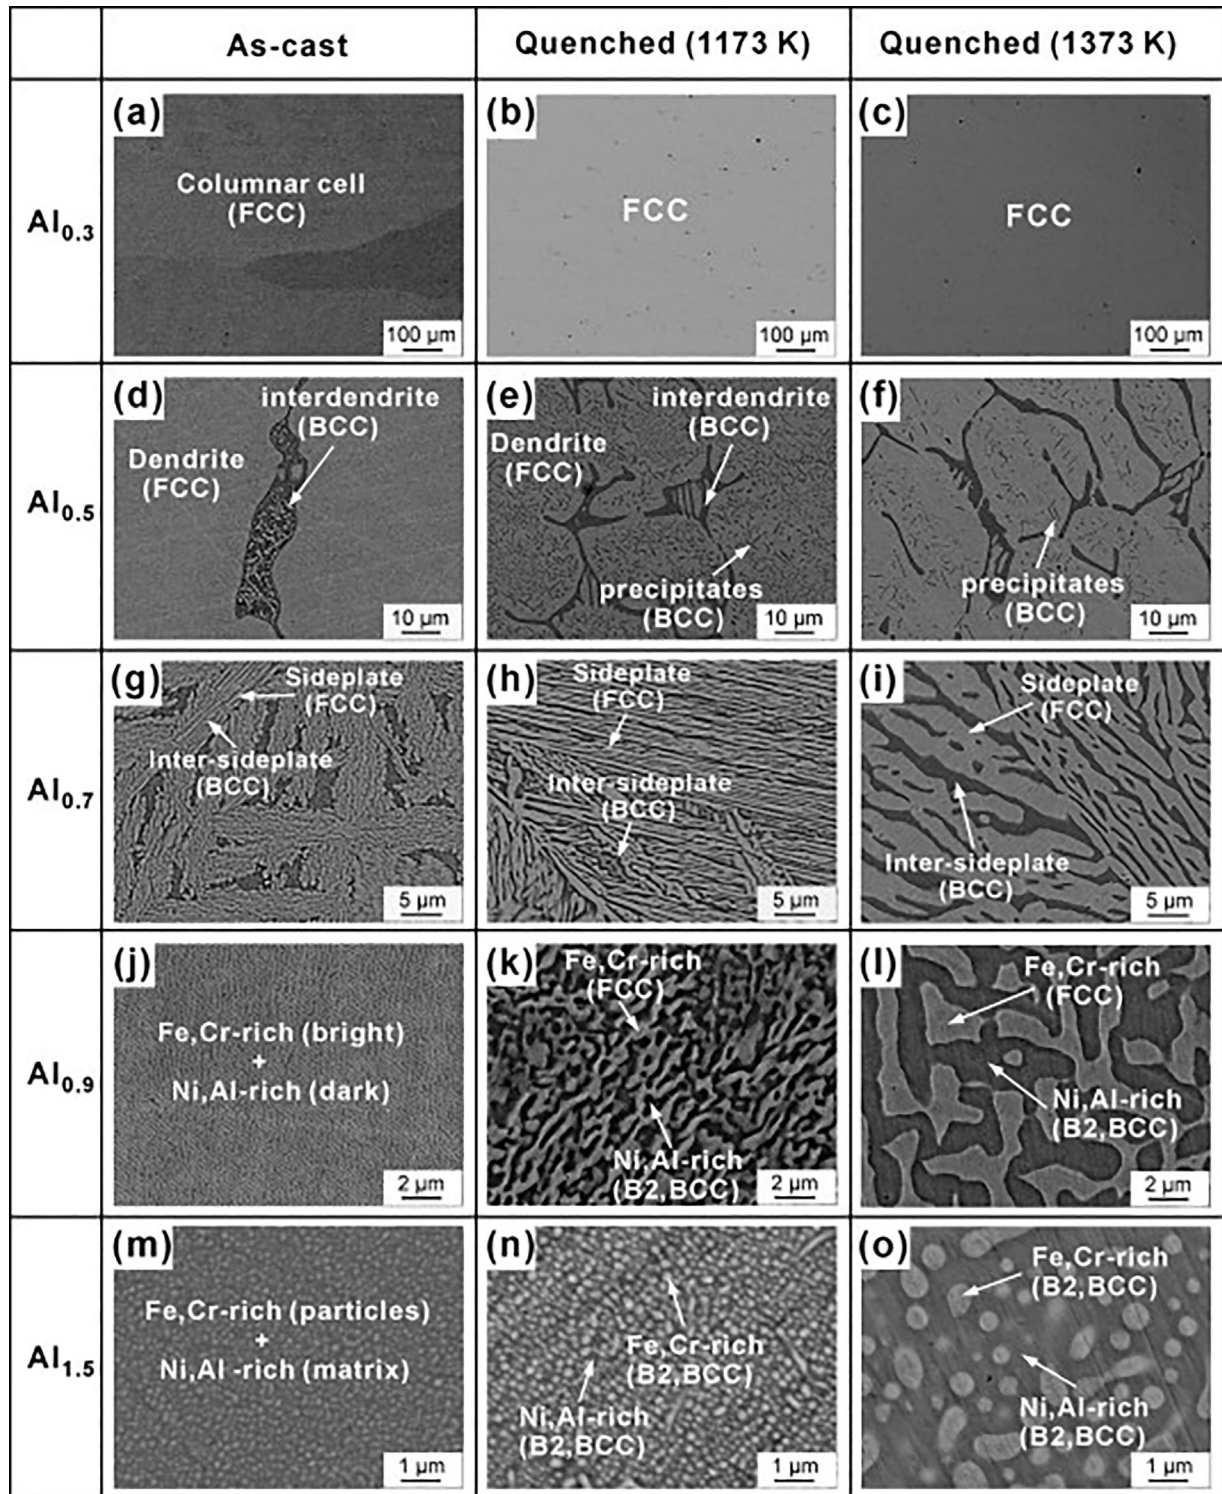 As-cast
Quenched (1173 K)
Quenched (1373 K)
Al0.3
(a)
Columnar cell
(FCC)
100 µm
(b)
FCC
100 µm
(c)
FCC
100 µm
Al0.5
(d)
interdendrite
(BCC)
Dendrite
(FCC)
10 µm
(e)
interdendrite
(BCC)
Dendrite
(FCC)
precipitates
(BCC)
10 µm
(f)
precipitates
(BCC)
10 µm
Al0.7
(g)
Sideplate
(FCC)
Inter-sideplate
(BCC)
5 µm
(h)
Sideplate
(FCC)
Inter-sideplate
(BCC)
5 µm
(i)
Sideplate
(FCC)
Inter-sideplate
(BCC)
5 µm
Al0.9
(j)
Fe,Cr-rich (bright)
+
Ni,Al-rich (dark)
2 µm
(k)
Fe,Cr-rich
(FCC)
Ni,Al-rich
(B2,BCC)
2 µm
(l)
Fe,Cr-rich
(FCC)
Ni,Al-rich
(B2,BCC)
2 µm
Al1.5
(m)
Fe,Cr-rich (particles)
+
Ni,Al -rich (matrix)
1 µm
(n)
Fe,Cr-rich
(B2,BCC)
Ni,Al-rich
(B2,BCC)
1 µm
(o)
Fe,Cr-rich
(B2,BCC)
Ni,Al-rich
(B2,BCC)
1 µm